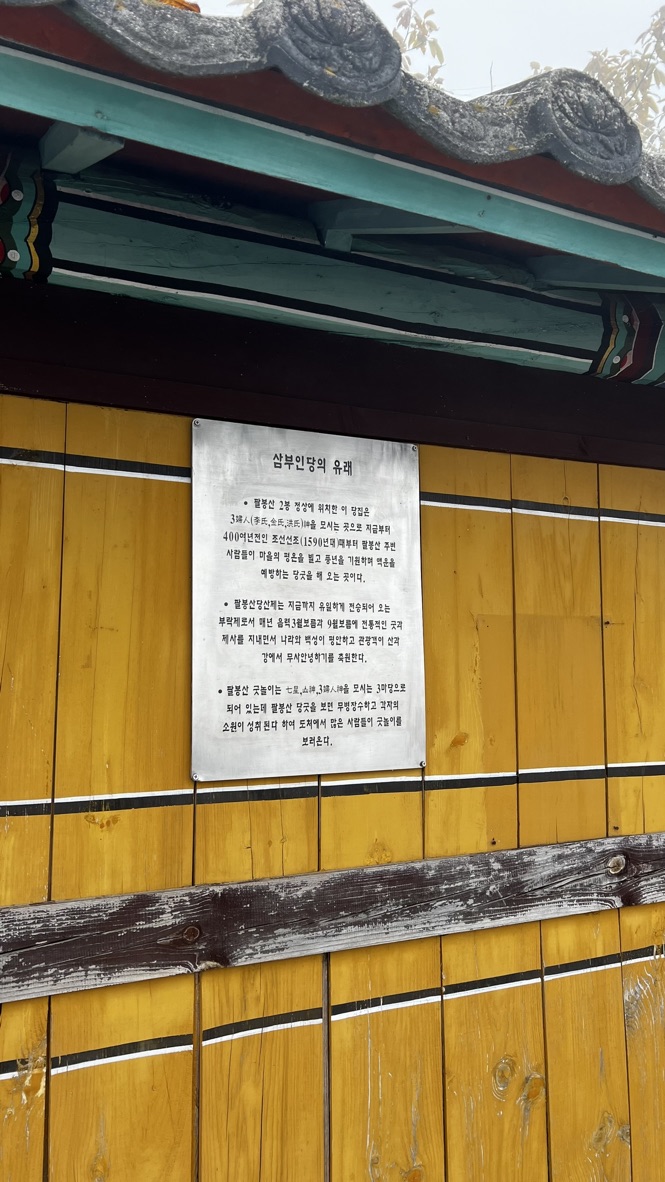 삼부인당의 유래
• 팔봉산 2봉 정상에 위치한 이 당집은
3婦人(李氏,金氏,洪氏)神을 모시는 곳으로 지금부터
400여년전인 조선선조(1590년대)때부터 팔봉산 주변
사람들이 마을의 평온을 빌고 풍년을 기원하며 액운을
예방하는 당굿을 해 오는 곳이다.
• 팔봉산당산제는 지금까지 유일하게 전승되어 오는
부락제로서 매년 음력3월보름과 9월보름에 전통적인 굿과
제사를 지내면서 나라와 백성이 평안하고 관광객이 산과
강에서 무사안녕하기를 축원한다.
• 팔봉산 굿놀이는 七星,山神,3婦人神을 모시는 3마당으로
되어 있는데 팔봉산 당굿을 보면 무병장수하고 각자의
소원이 성취된다 하여 도처에서 많은 사람들이 굿놀이를
보러온다.